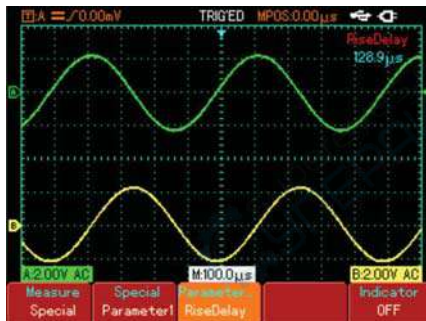 T:A 0.00mV TRIG'ED MPOS:0.00μs
RiseDelay
128.9μs
A
B
A:2.00V AC M:100.0μs B:2.00V AC
Measure Special Parameter.. Indicator
Special Parameter1 RiseDelay OFF